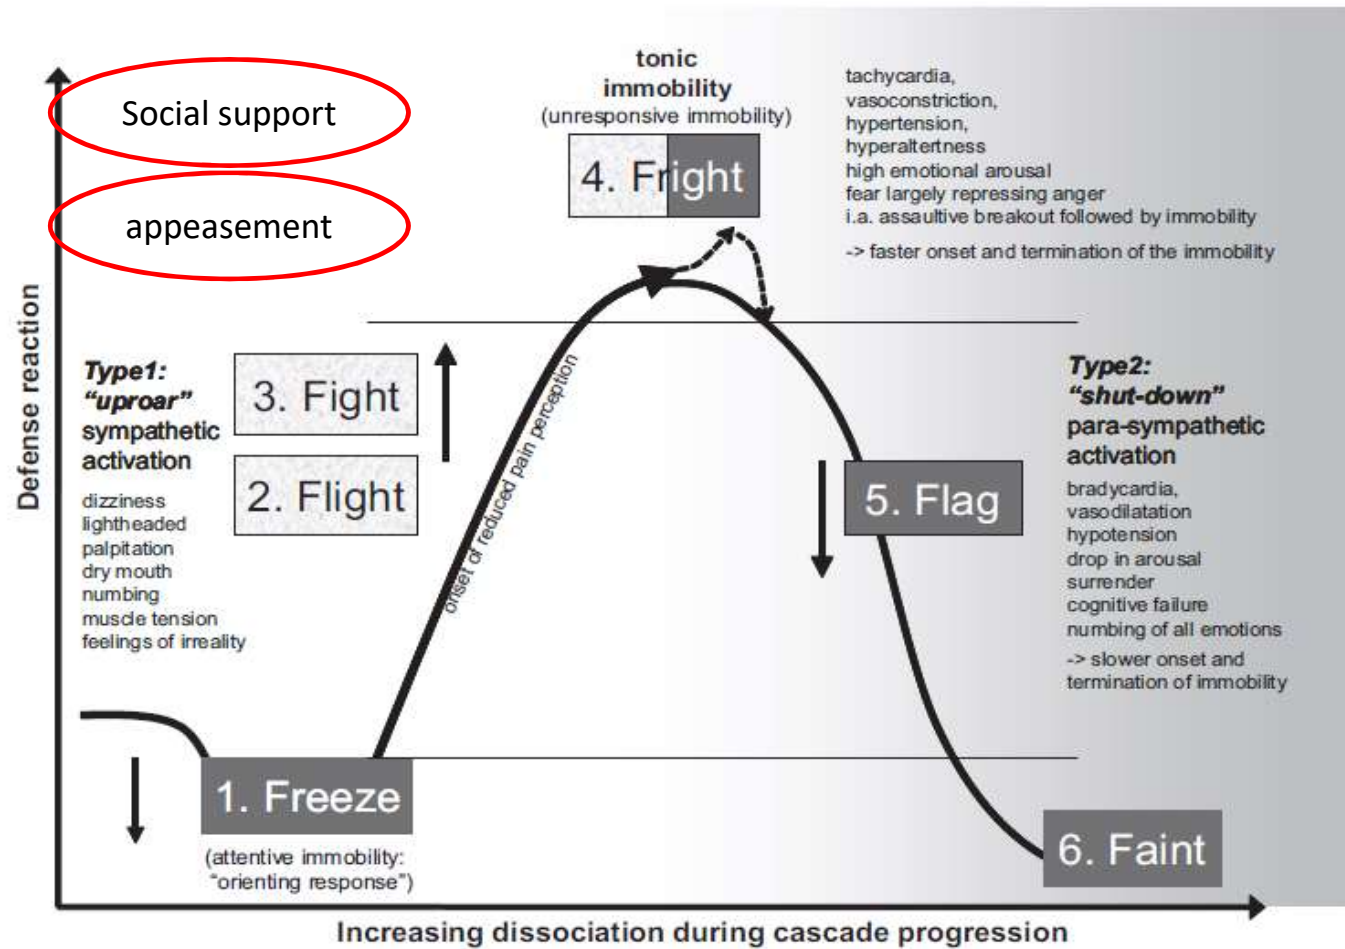 Social support
appeasement
tonic
immobility
(unresponsive immobility)
4. Fright
tachycardia,
vasoconstriction,
hypertension,
hyperaltertness
high emotional arousal
fear largely repressing anger
i.a. assaultive breakout followed by immobility
-> faster onset and termination of the immobility
Defense reaction
Type1:
"uproar"
sympathetic
activation
dizziness
lightheaded
palpitation
dry mouth
numbing
muscle tension
feelings of irreality
3. Fight
2. Flight
onset of reduced pain perception
5. Flag
Type2:
"shut-down"
para-sympathetic
activation
bradycardia,
vasodilatation
hypotension
drop in arousal
surrender
cognitive failure
numbing of all emotions
-> slower onset and
termination of immobility
1. Freeze
(attentive immobility:
"orienting response")
6. Faint
Increasing dissociation during cascade progression